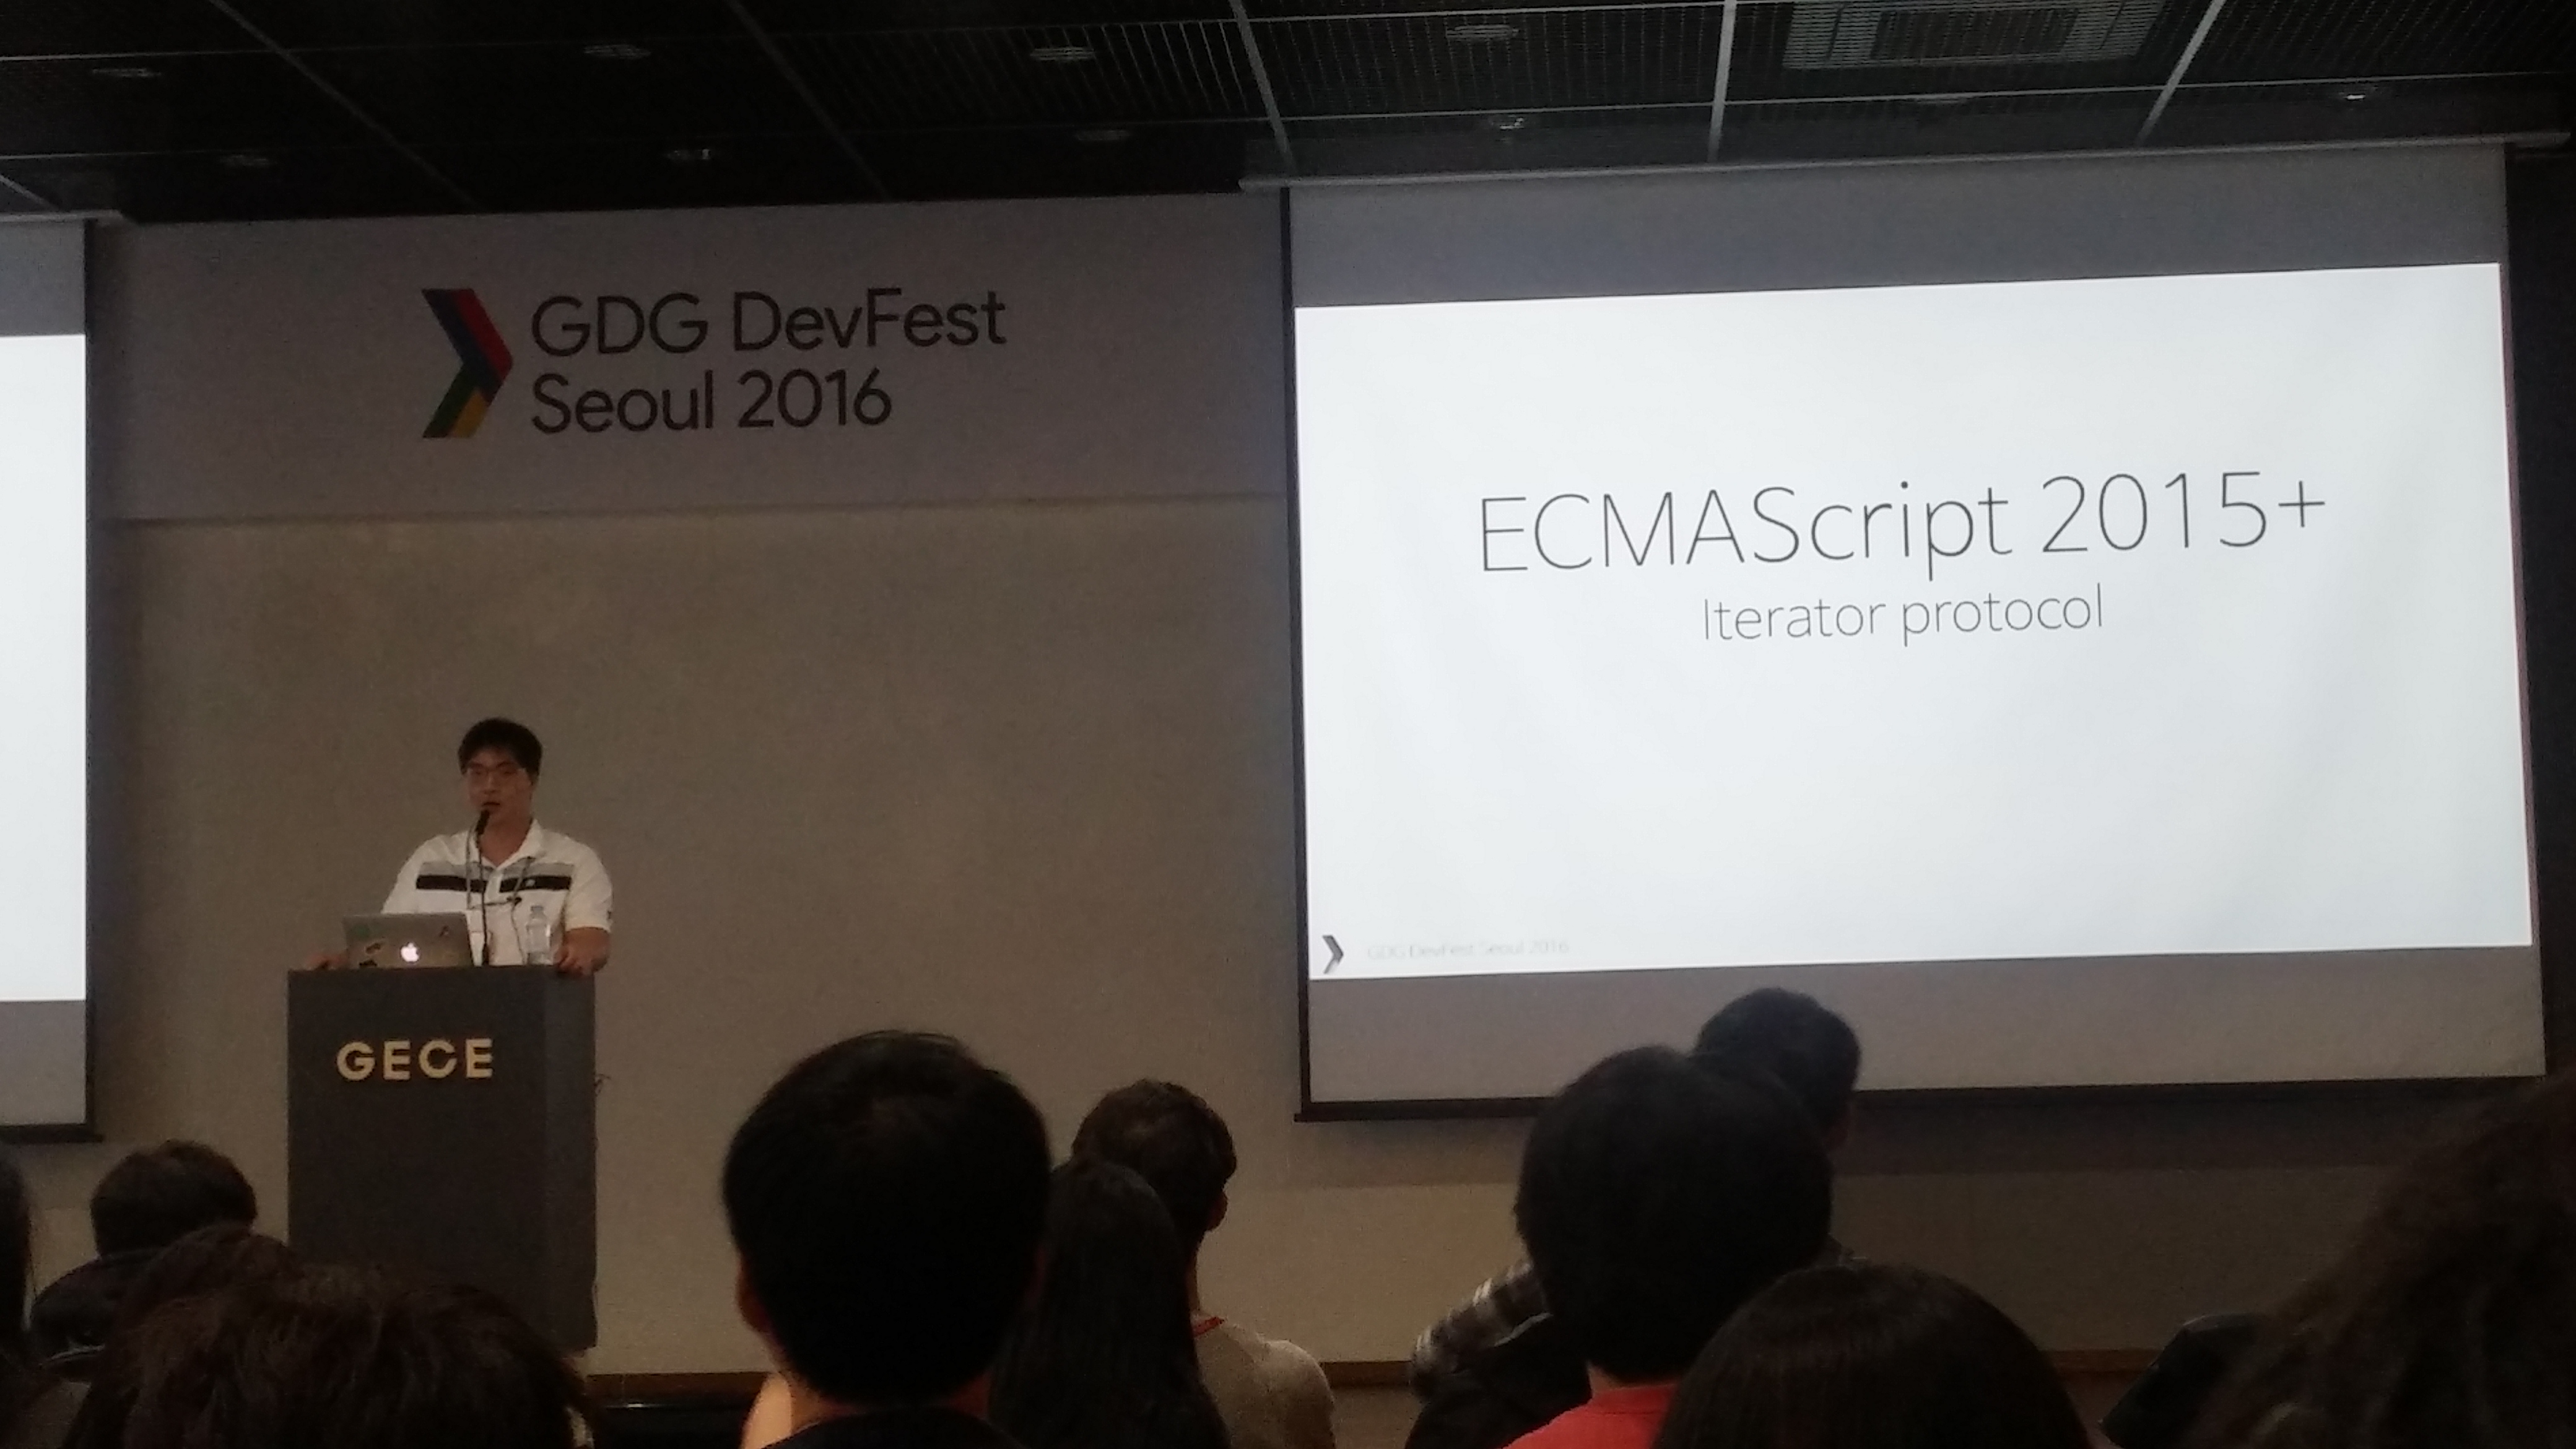 GDG DevFest
Seoul 2016
ECMAScript 2015+
Iterator protocol
GDG DevFest Seoul 2016
GECE